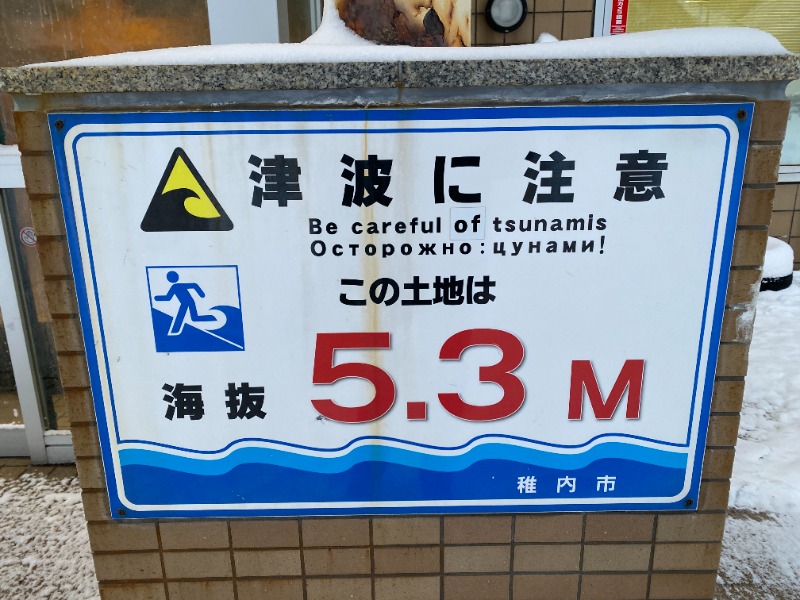 津波に注意
Be careful of tsunamis
Осторожно:цунами!
この土地は
海抜 5.3 M
稚内市